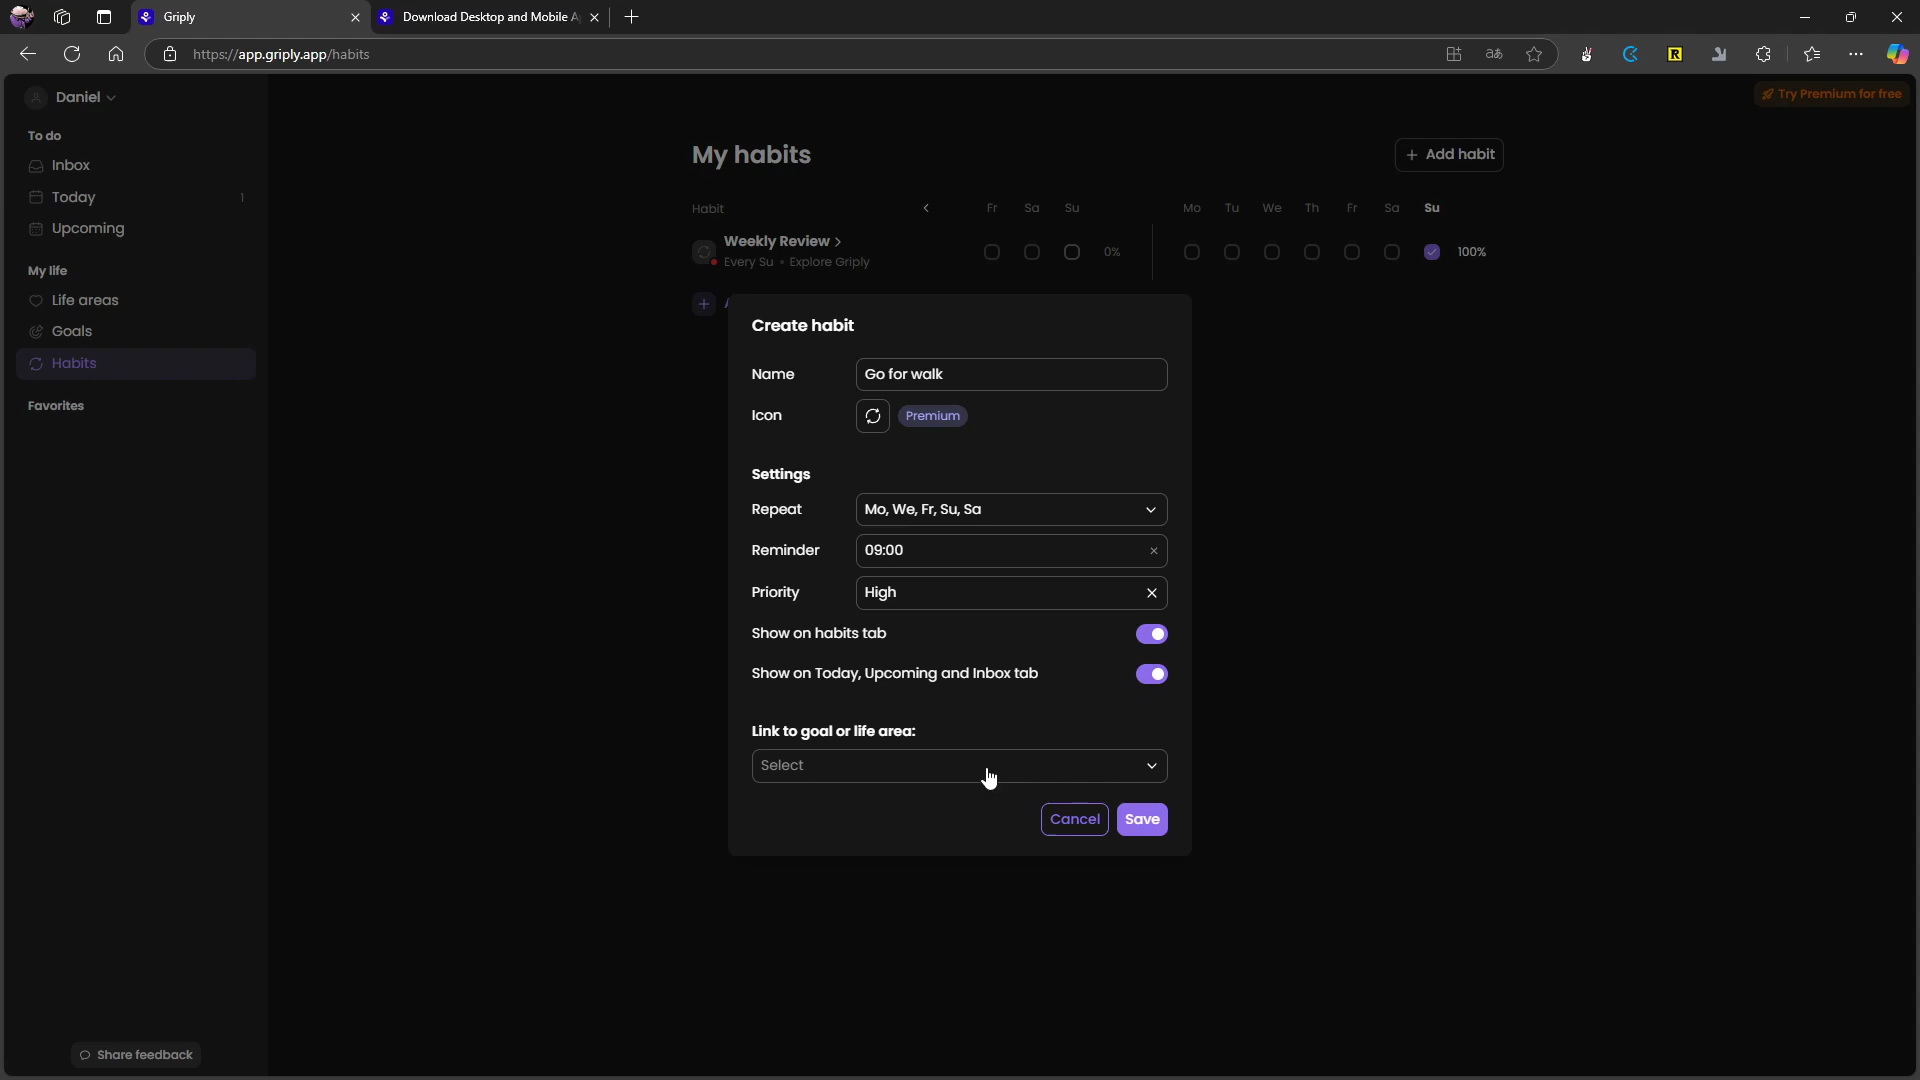 Griply
Download Desktop and Mobile A
https://app.griply.app/habits
Daniel
Try Premium for free
To do
Inbox
Today 1
Upcoming
My life
Life areas
Goals
Habits
Favorites
Share feedback
My habits
+ Add habit
Habit < Fr Sa Su Mo Tu We Th Fr Sa Su
Weekly Review > 0% 100%
Every Su • Explore Griply
+
Create habit
Name Go for walk
Icon Premium
Settings
Repeat Mo, We, Fr, Su, Sa
Reminder 09:00
Priority High
Show on habits tab
Show on Today, Upcoming and Inbox tab
Link to goal or life area:
Select
Cancel Save